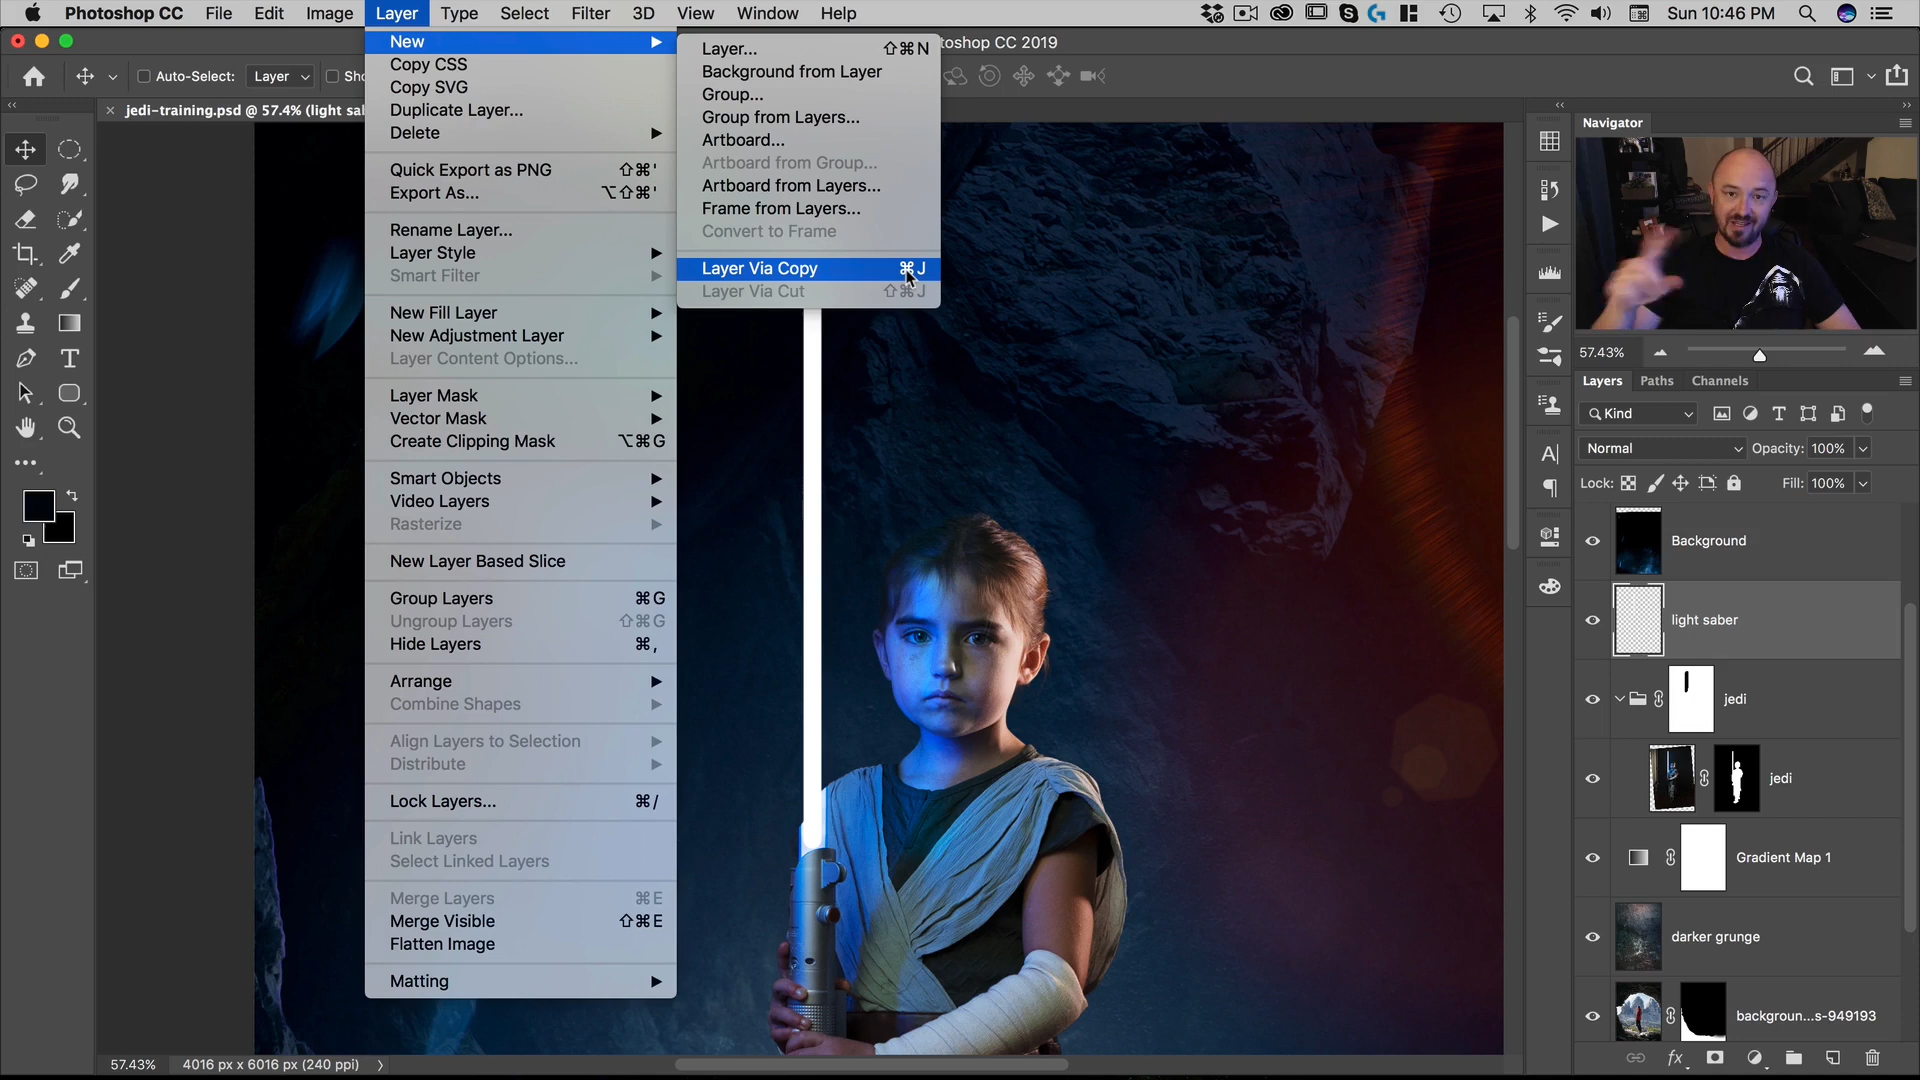 Photoshop CC File Edit Image Layer Type Select Filter 3D View Window Help Sun 10:46 PM
toshop CC 2019
Auto-Select: Layer Sho
jedi-training.psd @ 57.4% (light sal
New
Copy CSS
Copy SVG
Duplicate Layer...
Delete
Quick Export as PNG ⇧⌘'
Export As... ⌥⇧⌘'
Rename Layer...
Layer Style
Smart Filter
New Fill Layer
New Adjustment Layer
Layer Content Options...
Layer Mask
Vector Mask
Create Clipping Mask ⌥⌘G
Smart Objects
Video Layers
Rasterize
New Layer Based Slice
Group Layers ⌘G
Ungroup Layers ⇧⌘G
Hide Layers ⌘,
Arrange
Combine Shapes
Align Layers to Selection
Distribute
Lock Layers... ⌘/
Link Layers
Select Linked Layers
Merge Layers ⌘E
Merge Visible ⇧⌘E
Flatten Image
Matting
Layer... ⇧⌘N
Background from Layer
Group...
Group from Layers...
Artboard...
Artboard from Group...
Artboard from Layers...
Frame from Layers...
Convert to Frame
Layer Via Copy ⌘J
Layer Via Cut ⇧⌘J
Navigator
57.43%
Layers Paths Channels
Kind
Normal Opacity: 100%
Lock: Fill: 100%
Background
light saber
jedi
jedi
Gradient Map 1
darker grunge
backgroun...s-949193
fx
57.43% 4016 px x 6016 px (240 ppi)